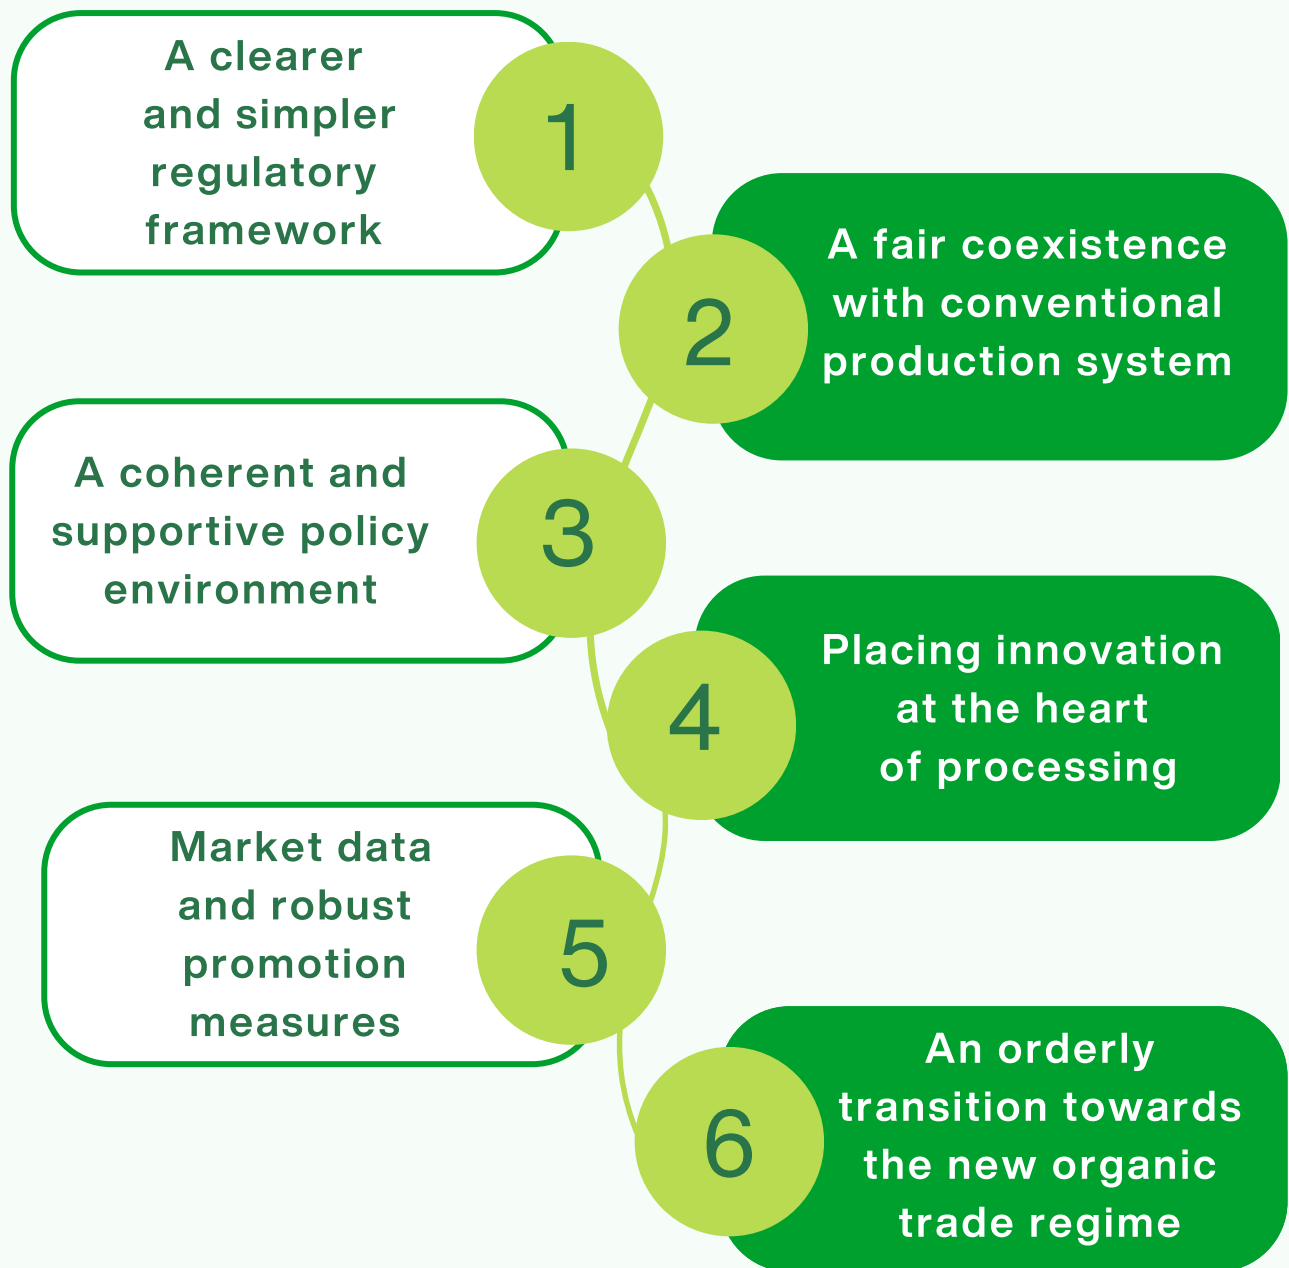 A clearer
and simpler
regulatory
framework
1
2
A fair coexistence
with conventional
production system
A coherent and
supportive policy
environment
3
4
Placing innovation
at the heart
of processing
Market data
and robust
promotion
measures
5
6
An orderly
transition towards
the new organic
trade regime